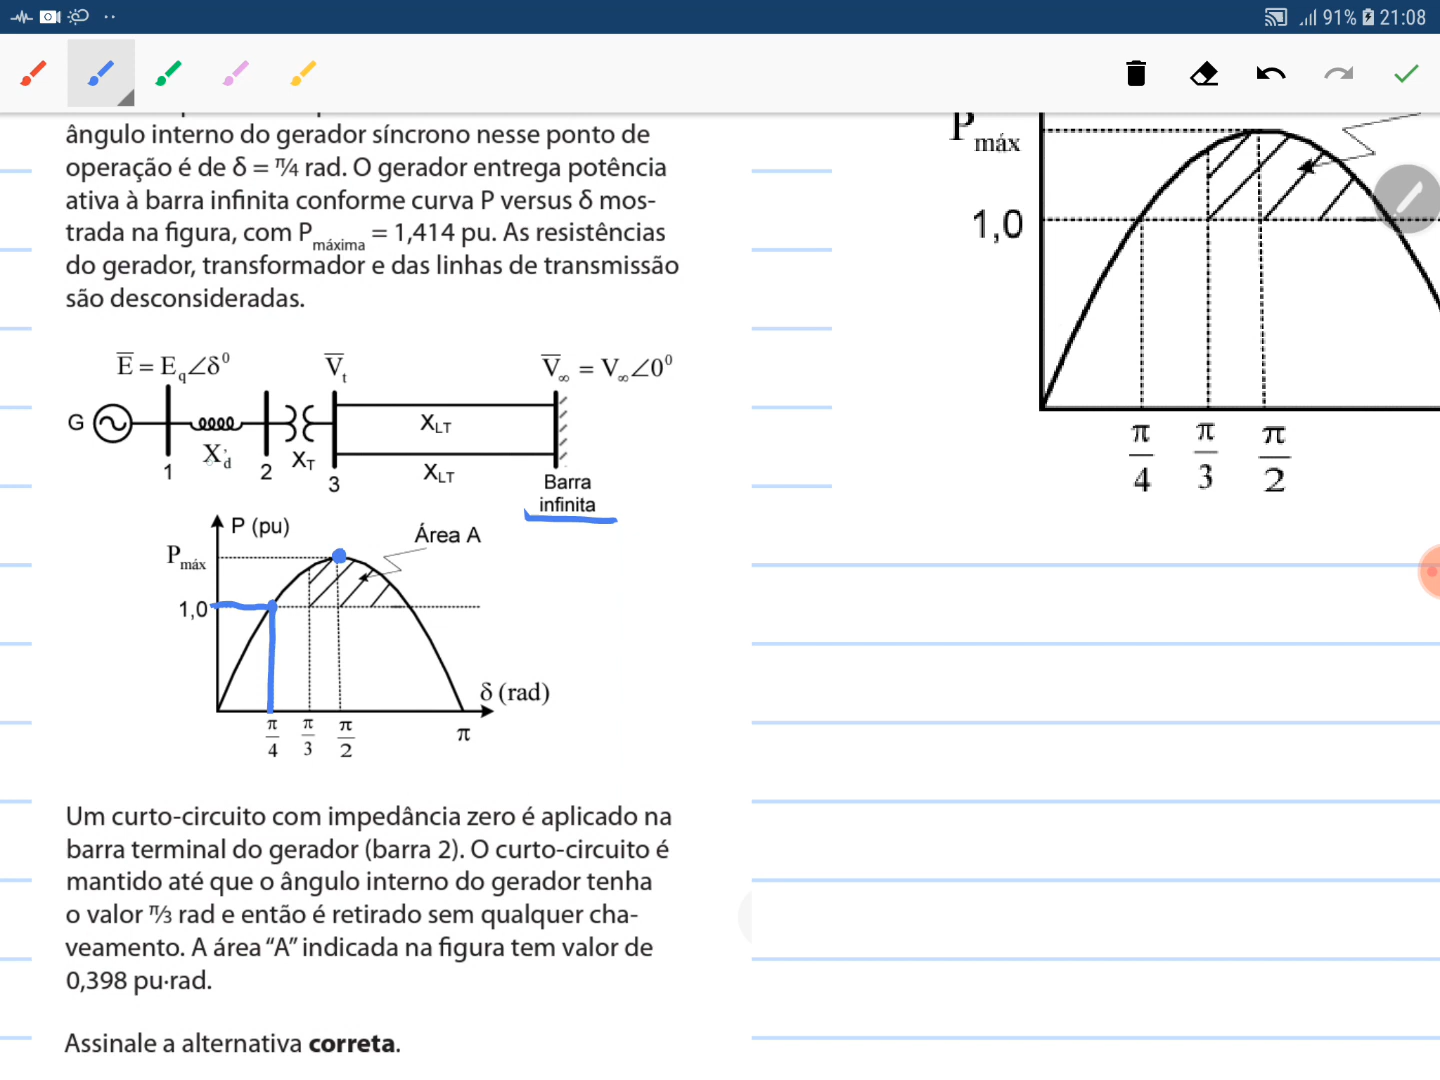 91% 21:08
ângulo interno do gerador síncrono nesse ponto de
operação é de δ = π/4 rad. O gerador entrega potência
ativa à barra infinita conforme curva P versus δ mos-
trada na figura, com Pmáxima = 1,414 pu. As resistências
do gerador, transformador e das linhas de transmissão
são desconsideradas.
E̅ = Eq∠δ⁰
V̅t
V̅∞ = V∞∠0⁰
G
XLT
X'd
XT
XLT
1
2
3
Barra
infinita
P (pu)
Área A
Pmáx
1,0
δ (rad)
π/4 π/3 π/2 π
Um curto-circuito com impedância zero é aplicado na
barra terminal do gerador (barra 2). O curto-circuito é
mantido até que o ângulo interno do gerador tenha
o valor π/3 rad e então é retirado sem qualquer cha-
veamento. A área “A” indicada na figura tem valor de
0,398 pu·rad.
Assinale a alternativa correta.
Pmáx
1,0
π/4 π/3 π/2